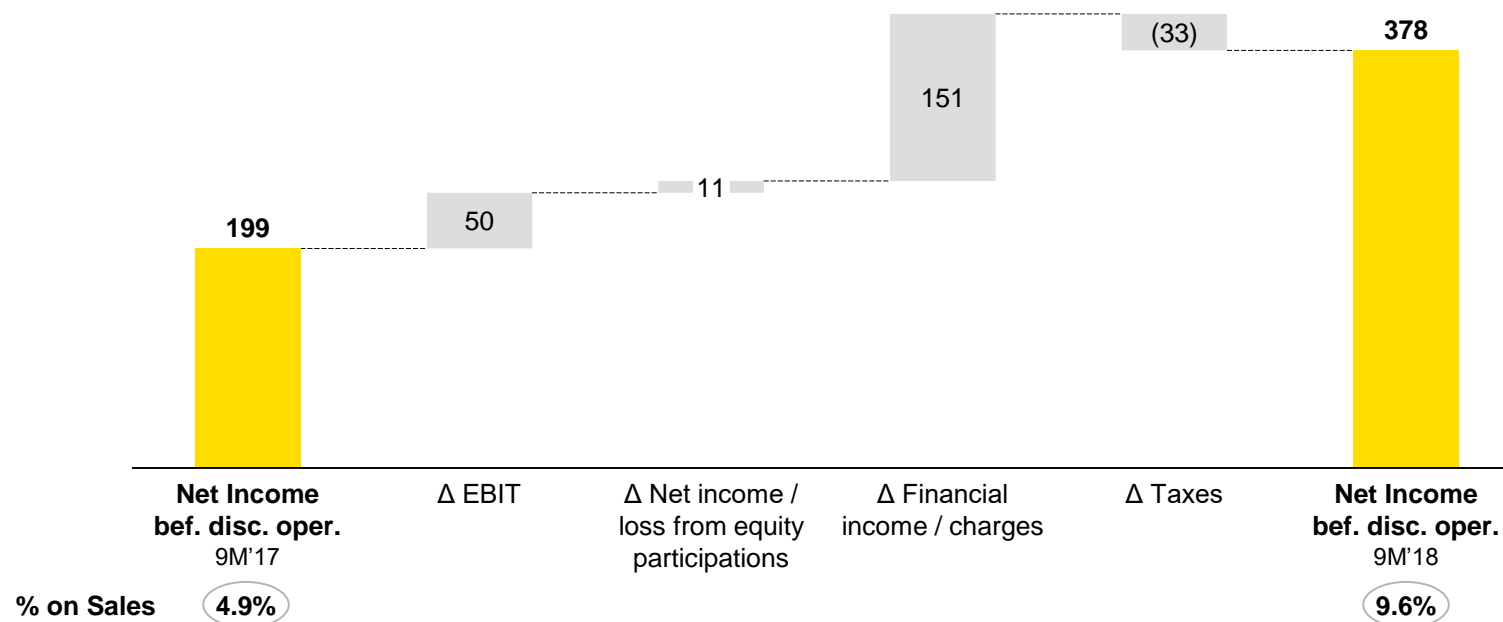 151
(33)
378
11
50
199
Net Income
bef. disc. oper.
9M’17
Δ EBIT
Δ Net income /
loss from equity
participations
Δ Financial
income / charges
Δ Taxes
Net Income
bef. disc. oper.
9M’18
% on Sales
4.9%
9.6%